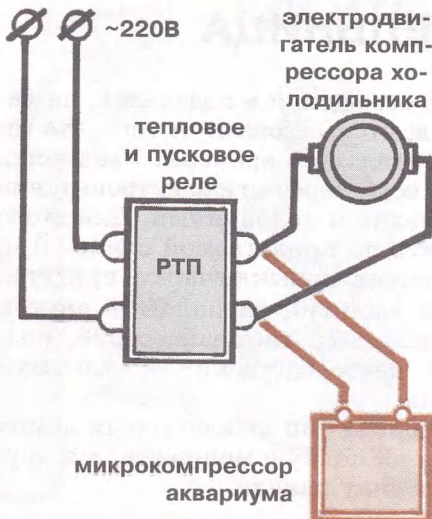 ~220В
электродви-
гатель комп-
рессора хо-
лодильника
тепловое
и пусковое
реле
РТП
микрокомпрессор
аквариума